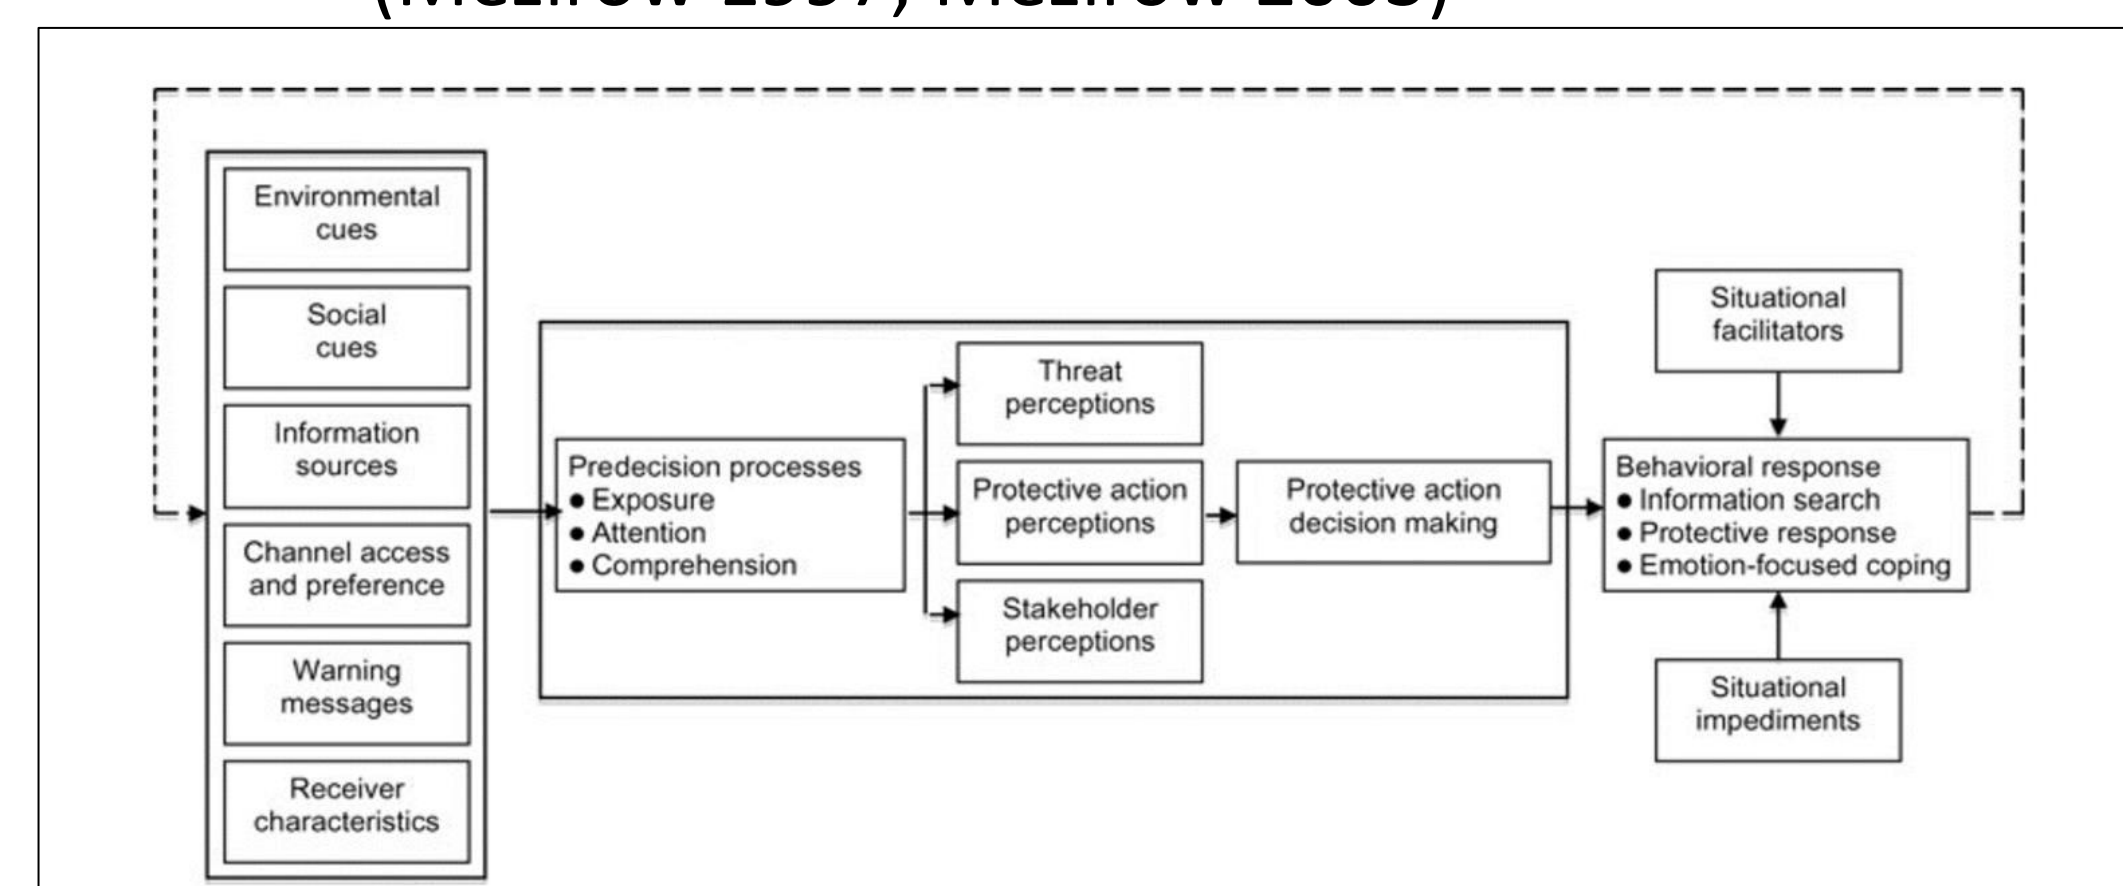 Environmental
cues
Social
cues
Information
sources
Channel access
and preference
Warning
messages
Receiver
characteristics
Predecision processes
● Exposure
● Attention
● Comprehension
Threat
perceptions
Protective action
perceptions
Stakeholder
perceptions
Protective action
decision making
Situational
facilitators
Behavioral response
● Information search
● Protective response
● Emotion-focused coping
Situational
impediments